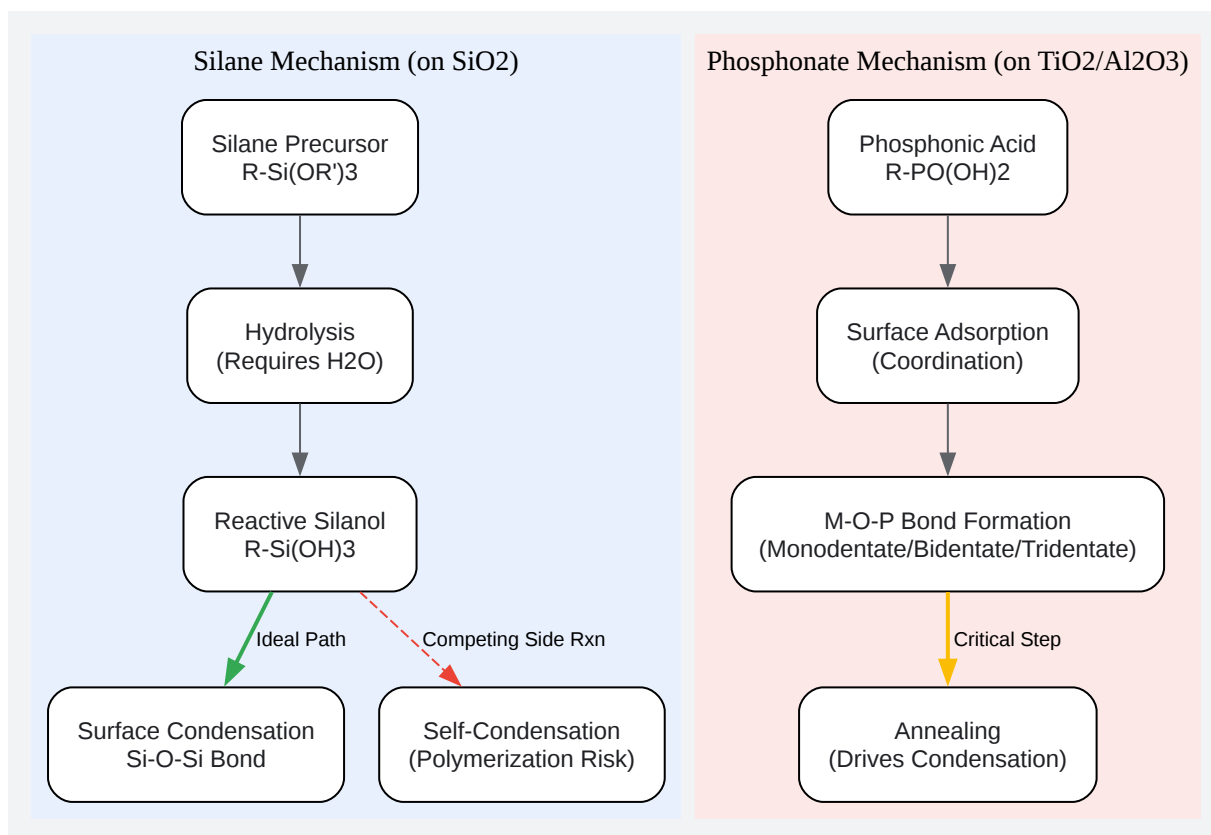 Silane Mechanism (on SiO2)
Silane Precursor
R-Si(OR')3
Hydrolysis
(Requires H2O)
Reactive Silanol
R-Si(OH)3
Ideal Path
Competing Side Rxn
Surface Condensation
Si-O-Si Bond
Self-Condensation
(Polymerization Risk)
Phosphonate Mechanism (on TiO2/Al2O3)
Phosphonic Acid
R-PO(OH)2
Surface Adsorption
(Coordination)
M-O-P Bond Formation
(Monodentate/Bidentate/Tridentate)
Critical Step
Annealing
(Drives Condensation)